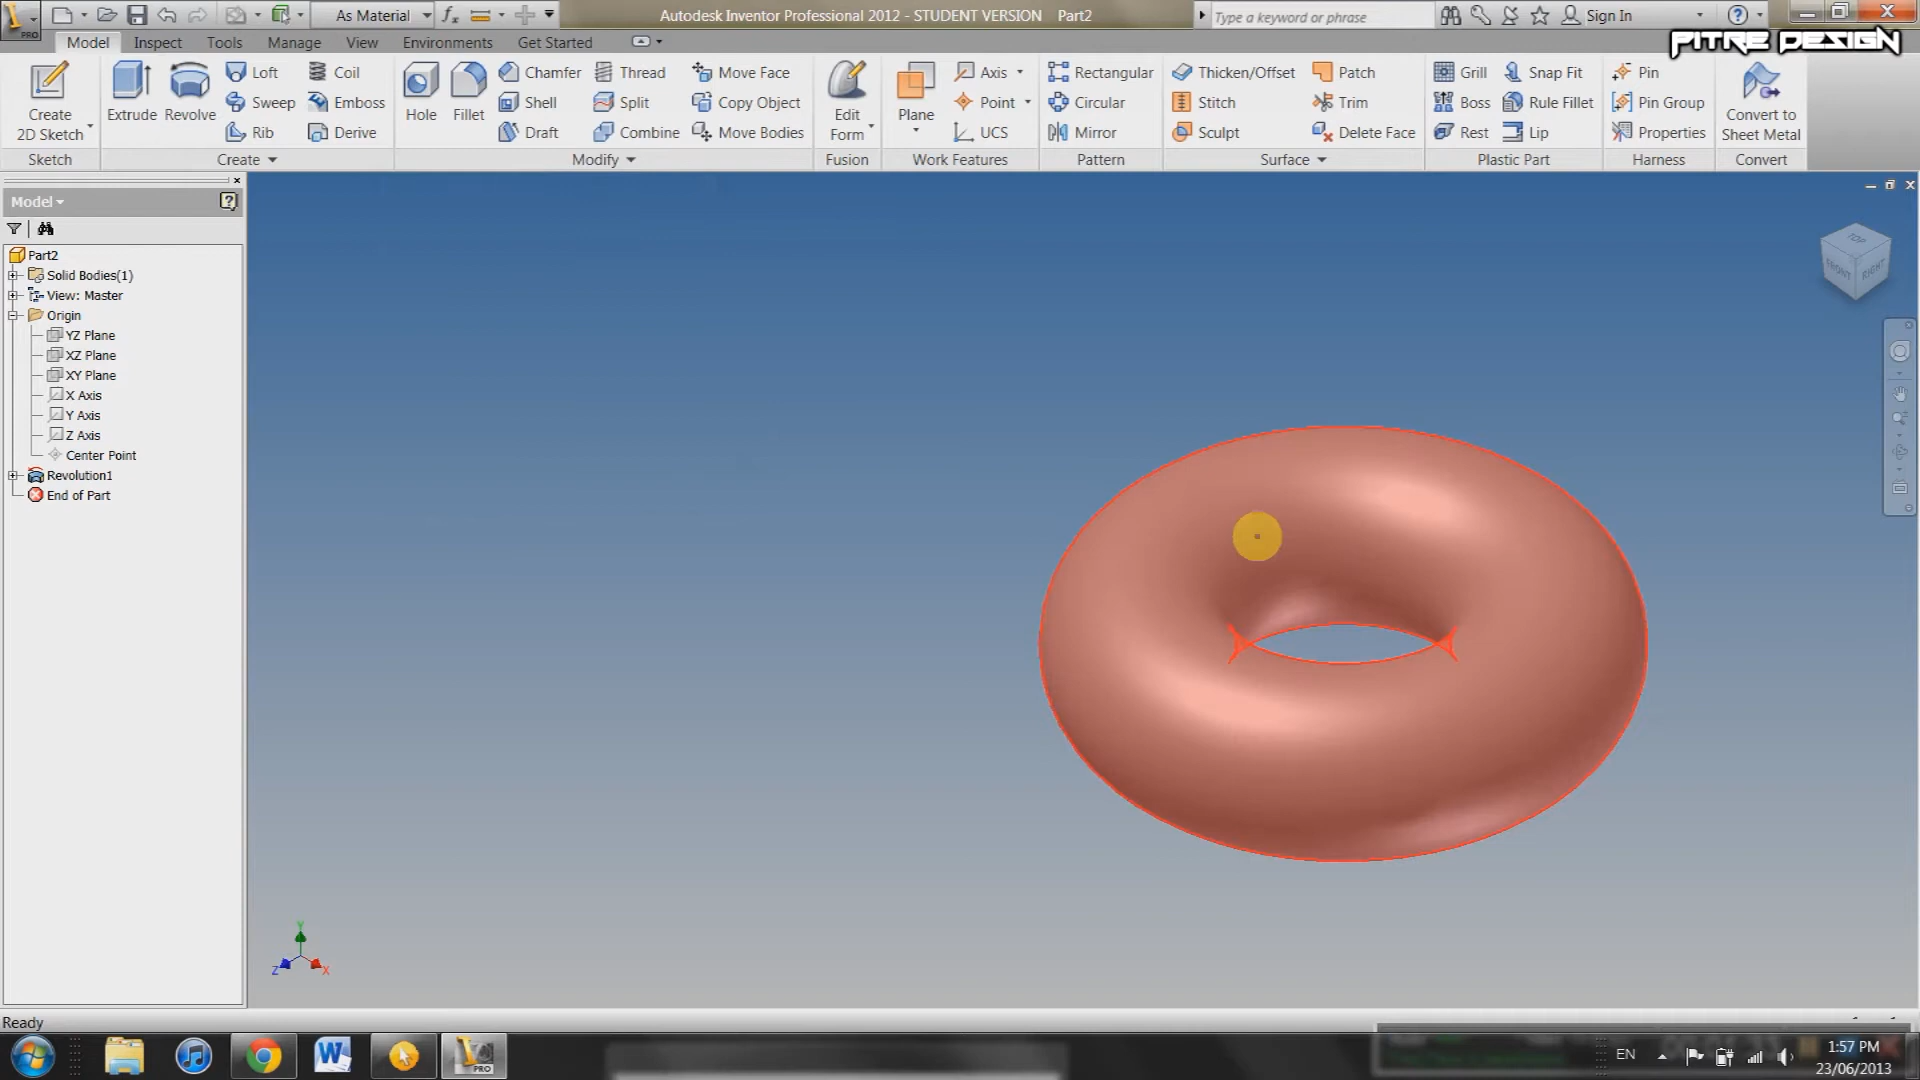 As Material
Autodesk Inventor Professional 2012 - STUDENT VERSION Part2
Type a keyword or phrase
Sign In
PRO
PITRE DESIGN
Model Inspect Tools Manage View Environments Get Started
Create 2D Sketch
Extrude
Revolve
Loft
Sweep
Rib
Coil
Emboss
Derive
Hole
Fillet
Chamfer
Shell
Draft
Thread
Split
Combine
Move Face
Copy Object
Move Bodies
Edit Form
Plane
Axis
Point
UCS
Rectangular
Circular
Mirror
Thicken/Offset
Stitch
Sculpt
Patch
Trim
Delete Face
Grill
Boss
Rest
Snap Fit
Rule Fillet
Lip
Pin
Pin Group
Properties
Convert to Sheet Metal
Sketch Create Modify Fusion Work Features Pattern Surface Plastic Part Harness Convert
Model
Part2
Solid Bodies(1)
View: Master
Origin
YZ Plane
XZ Plane
XY Plane
X Axis
Y Axis
Z Axis
Center Point
Revolution1
End of Part
TOP
FRONT
RIGHT
Y
Z
X
Ready
PRO
EN
1:57 PM
23/06/2013